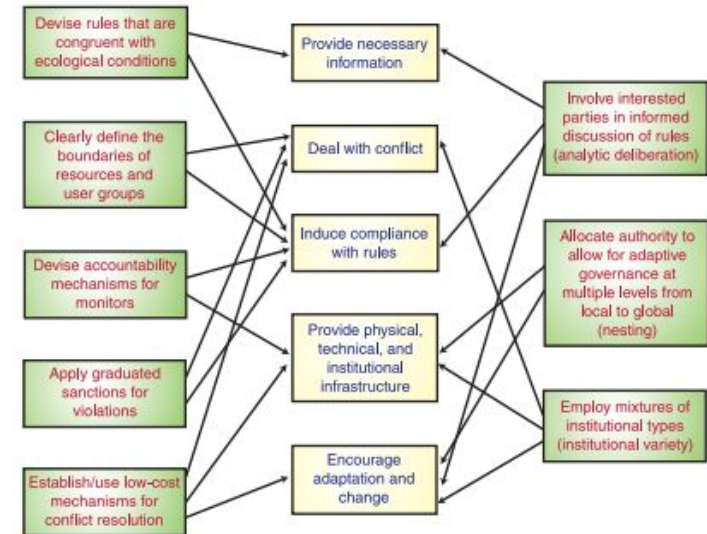 Devise rules that are
congruent with
ecological conditions
Clearly define the
boundaries of
resources and
user groups
Devise accountability
mechanisms for
monitors
Apply graduated
sanctions for
violations
Establish/use low-cost
mechanisms for
conflict resolution
Provide necessary
information
Deal with conflict
Induce compliance
with rules
Provide physical,
technical, and
institutional
infrastructure
Encourage
adaptation and
change
Involve interested
parties in informed
discussion of rules
(analytic deliberation)
Allocate authority to
allow for adaptive
governance at
multiple levels from
local to global
(nesting)
Employ mixtures of
institutional types
(institutional variety)